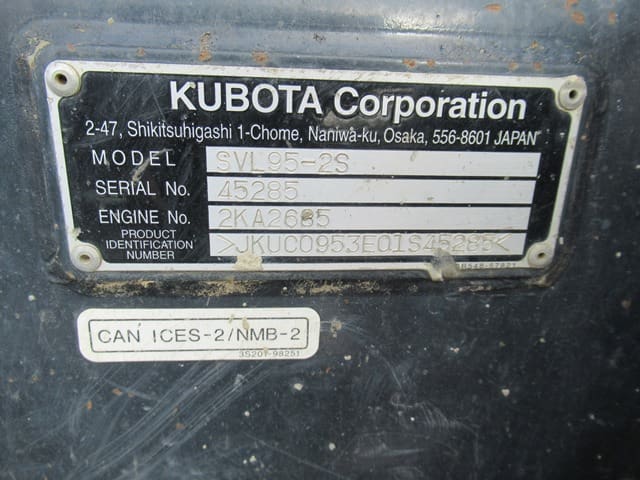 KUBOTA Corporation
2-47, Shikitsuhigashi 1-Chome, Naniwa-ku, Osaka, 556-8601 JAPAN
MODEL SVL95-2S
SERIAL No. 45285
ENGINE No. 2KA2685
PRODUCT IDENTIFICATION NUMBER >JKUC0953E01S45285<
CAN ICES-2/NMB-2
3S207-98251